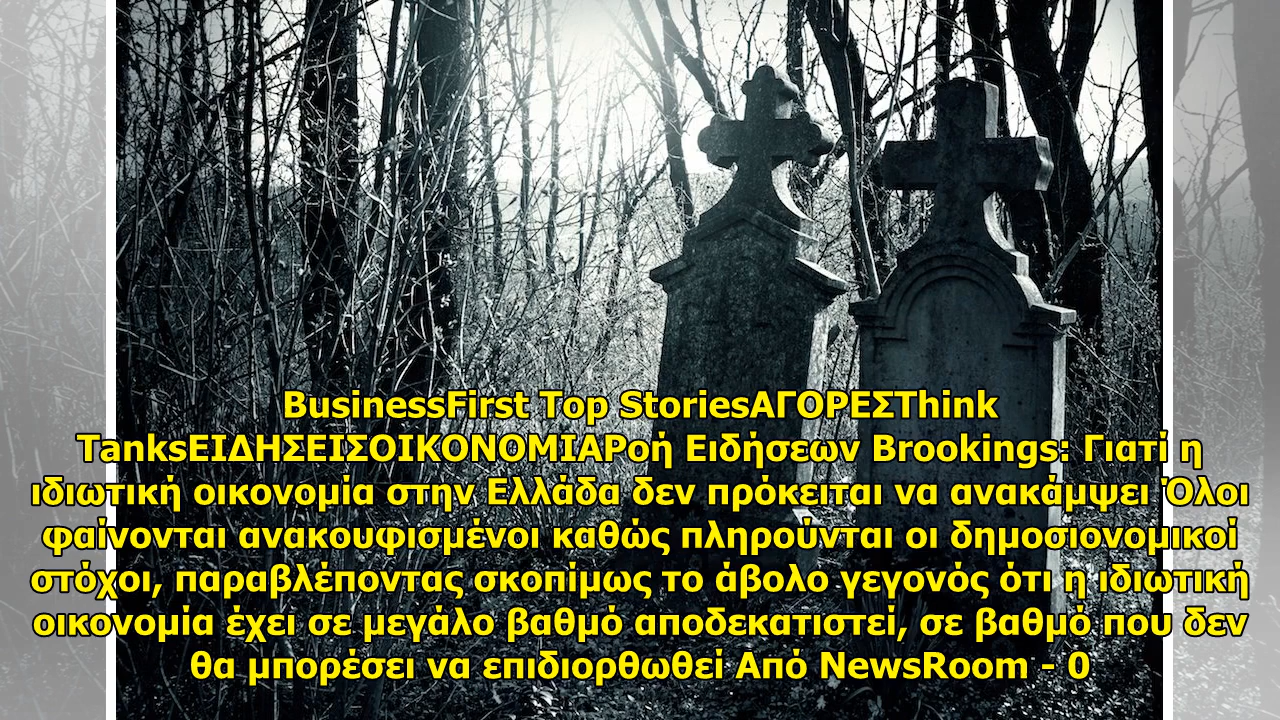 BusinessFirst Top StoriesΑΓΟΡΕΣThink
TanksΕΙΔΗΣΕΙΣΟΙΚΟΝΟΜΙΑΡοή Ειδήσεων Brookings: Γιατί η
ιδιωτική οικονομία στην Ελλάδα δεν πρόκειται να ανακάμψει Όλοι
φαίνονται ανακουφισμένοι καθώς πληρούνται οι δημοσιονομικοί
στόχοι, παραβλέποντας σκοπίμως το άβολο γεγονός ότι η ιδιωτική
οικονομία έχει σε μεγάλο βαθμό αποδεκατιστεί, σε βαθμό που δεν
θα μπορέσει να επιδιορθωθεί Από NewsRoom - 0